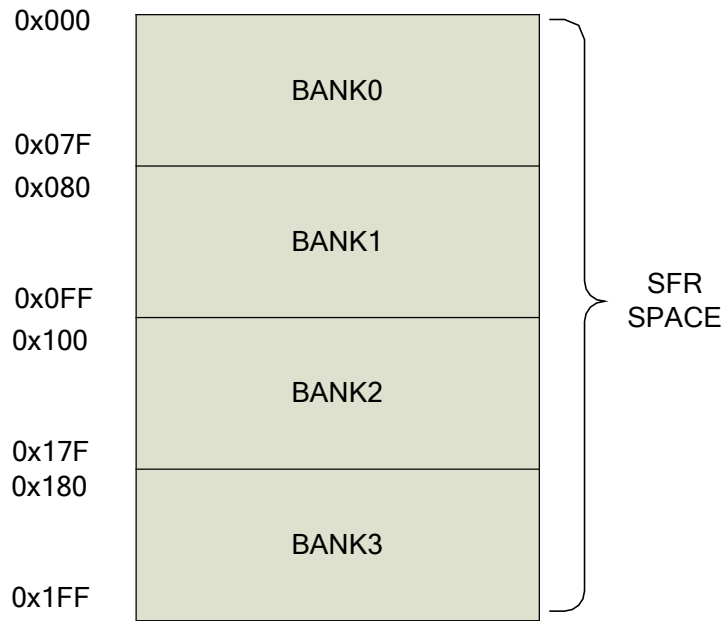 0x000
BANK0
0x07F
0x080
BANK1
0x0FF
0x100
BANK2
0x17F
0x180
BANK3
0x1FF
SFR
SPACE